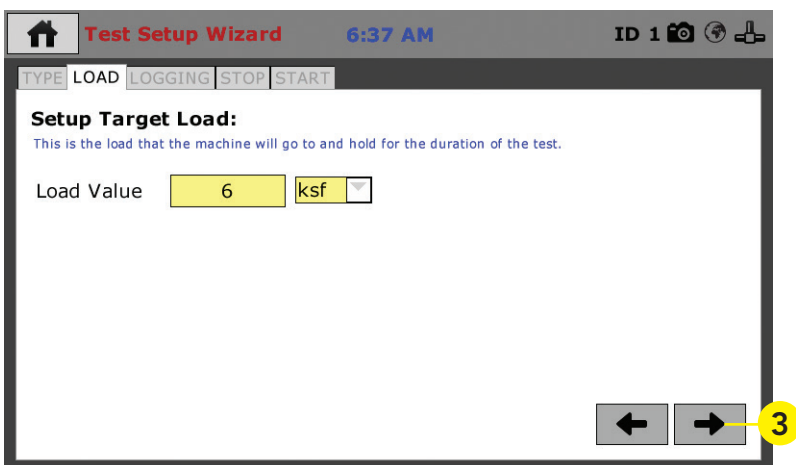 Test Setup Wizard 6:37 AM ID 1
TYPE LOAD LOGGING STOP START
Setup Target Load:
This is the load that the machine will go to and hold for the duration of the test.
Load Value 6 ksf
3